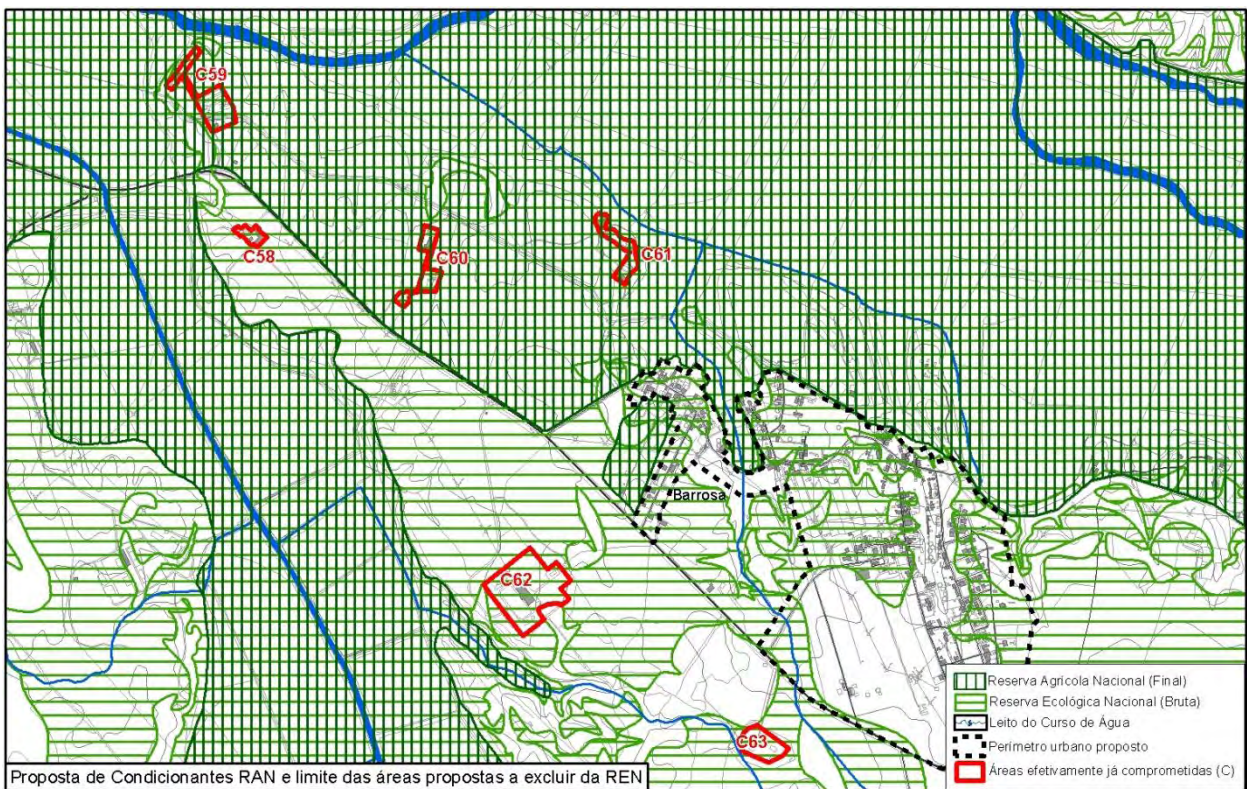 C59
C58
C60
C61
Barrosa
C62
C63
Reserva Agrícola Nacional (Final)
Reserva Ecológica Nacional (Bruta)
Leito do Curso de Água
Perímetro urbano proposto
Áreas efetivamente já comprometidas (C)
Proposta de Condicionantes RAN e limite das áreas propostas a excluir da REN